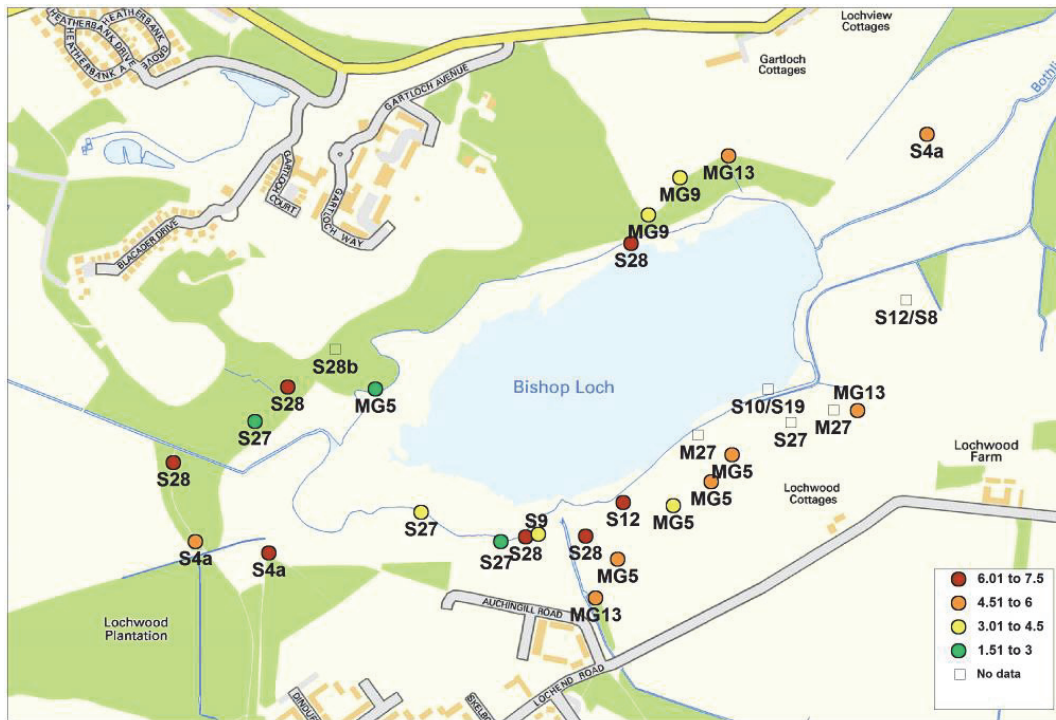 Lochview
Cottages
HEATHERBANK
GROVE
HEATHERBANK DRIVE
HEATHERBANK A
Gartloch
Cottages
GARTLOCH AVENUE
Bothli
S4a
MG13
MG9
MG9
S28
GARTLOCH
COURT
GARTLOCH WAY
BLACADER DRIVE
S12/S8
S28b
Bishop Loch
S28
MG5
S10/S19
MG13
M27
S27
S27
M27
MG5
Lochwood
Farm
S28
MG5
Lochwood
Cottages
S12
MG5
S27
S9
S28
S27
S28
S4a
S4a
MG5
MG13
AUCHINGILL ROAD
Lochwood
Plantation
LOCHEND ROAD
6.01 to 7.5
4.51 to 6
3.01 to 4.5
1.51 to 3
No data